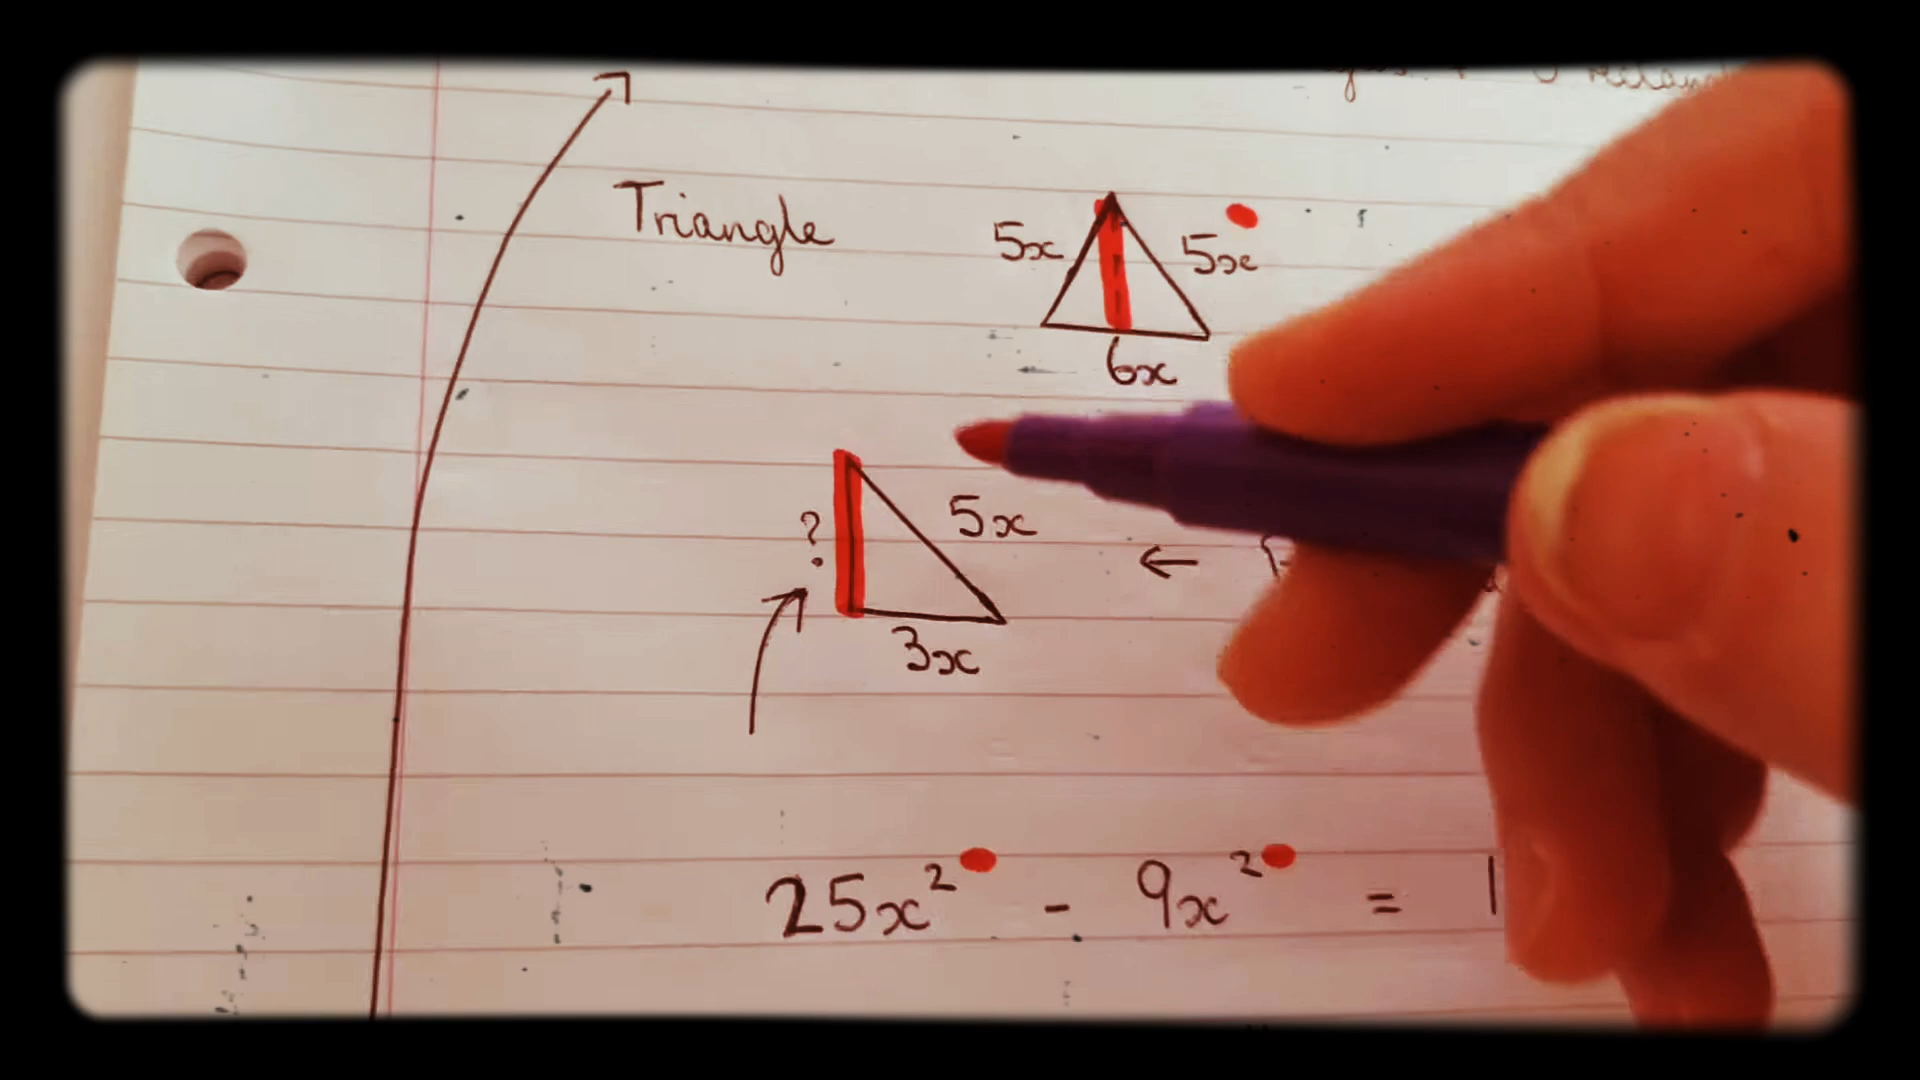 Triangle
5x 5x
6x
? 5x
←
3x
25x² - 9x² = 1